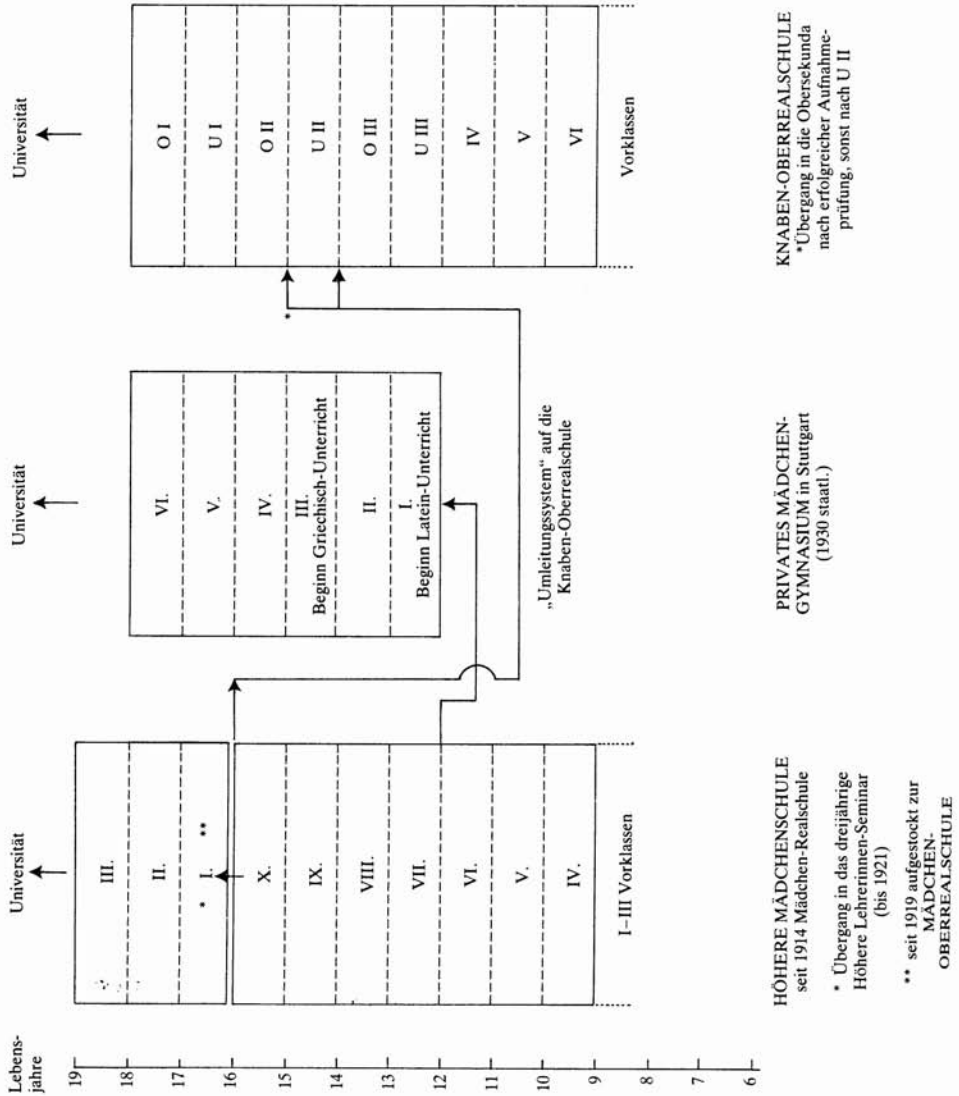 Lebens-
jahre
19
18
17
16
15
14
13
12
11
10
9
8
7
6
Universität
III.
II.
* I. **
X.
IX.
VIII.
VII.
VI.
V.
IV.
I–III Vorklassen
HÖHERE MÄDCHENSCHULE
seit 1914 Mädchen-Realschule
* Übergang in das dreijährige
Höhere Lehrerinnen-Seminar
(bis 1921)
** seit 1919 aufgestockt zur
MÄDCHEN-
OBERREALSCHULE
Universität
VI.
V.
IV.
III.
Beginn Griechisch-Unterricht
II.
I.
Beginn Latein-Unterricht
„Umleitungssystem“ auf die
Knaben-Oberrealschule
PRIVATES MÄDCHEN-
GYMNASIUM in Stuttgart
(1930 staatl.)
Universität
O I
U I
O II
*
U II
O III
U III
IV
V
VI
Vorklassen
KNABEN-OBERREALSCHULE
*Übergang in die Obersekunda
nach erfolgreicher Aufnahme-
prüfung, sonst nach U II